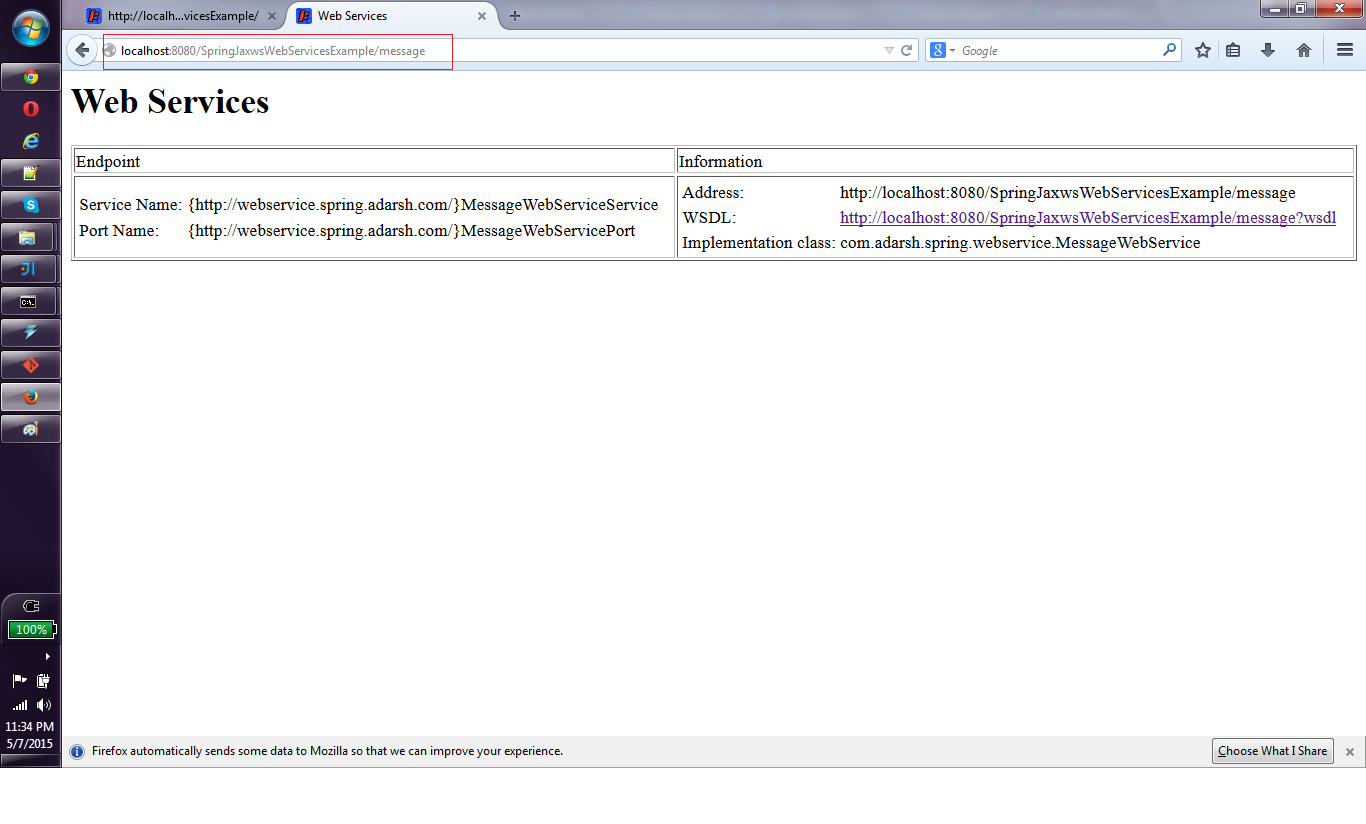 http://localh...vicesExample/
Web Services
localhost:8080/SpringJaxwsWebServicesExample/message
Google
Web Services
Endpoint
Information
Service Name: {http://webservice.spring.adarsh.com/}MessageWebServiceService
Port Name: {http://webservice.spring.adarsh.com/}MessageWebServicePort
Address: http://localhost:8080/SpringJaxwsWebServicesExample/message
WSDL: http://localhost:8080/SpringJaxwsWebServicesExample/message?wsdl
Implementation class: com.adarsh.spring.webservice.MessageWebService
100%
11:34 PM
5/7/2015
Firefox automatically sends some data to Mozilla so that we can improve your experience.
Choose What I Share